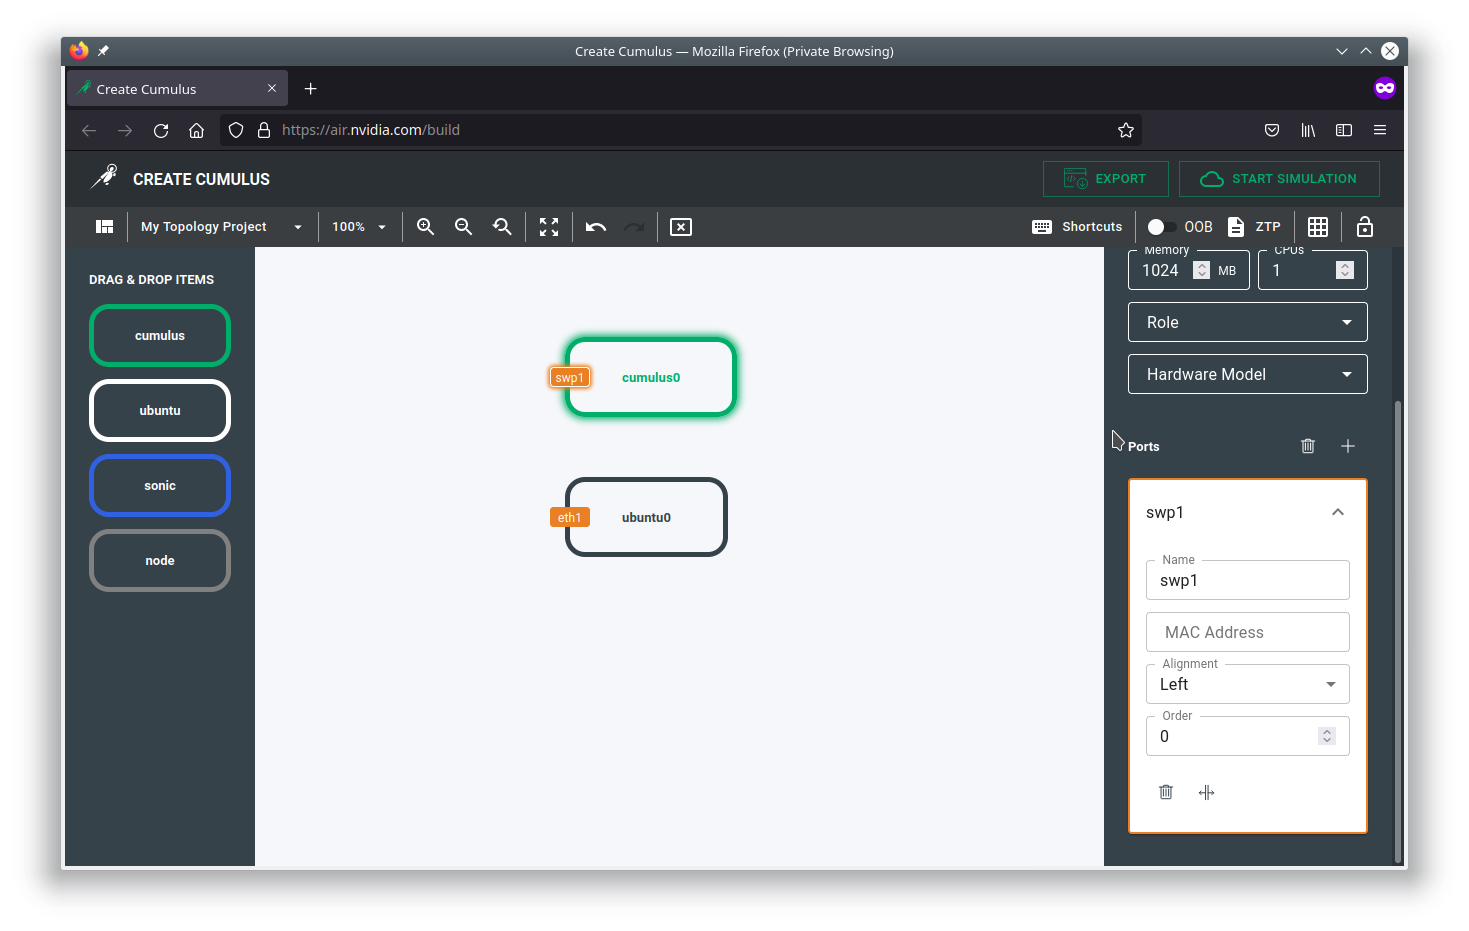 Create Cumulus — Mozilla Firefox (Private Browsing)
Create Cumulus
https://air.nvidia.com/build
CREATE CUMULUS
EXPORT
START SIMULATION
My Topology Project
100%
Shortcuts
OOB
ZTP
DRAG & DROP ITEMS
cumulus
ubuntu
sonic
node
swp1
cumulus0
eth1
ubuntu0
Memory
1024
MB
CPUs
1
Role
Hardware Model
Ports
swp1
Name
swp1
MAC Address
Alignment
Left
Order
0